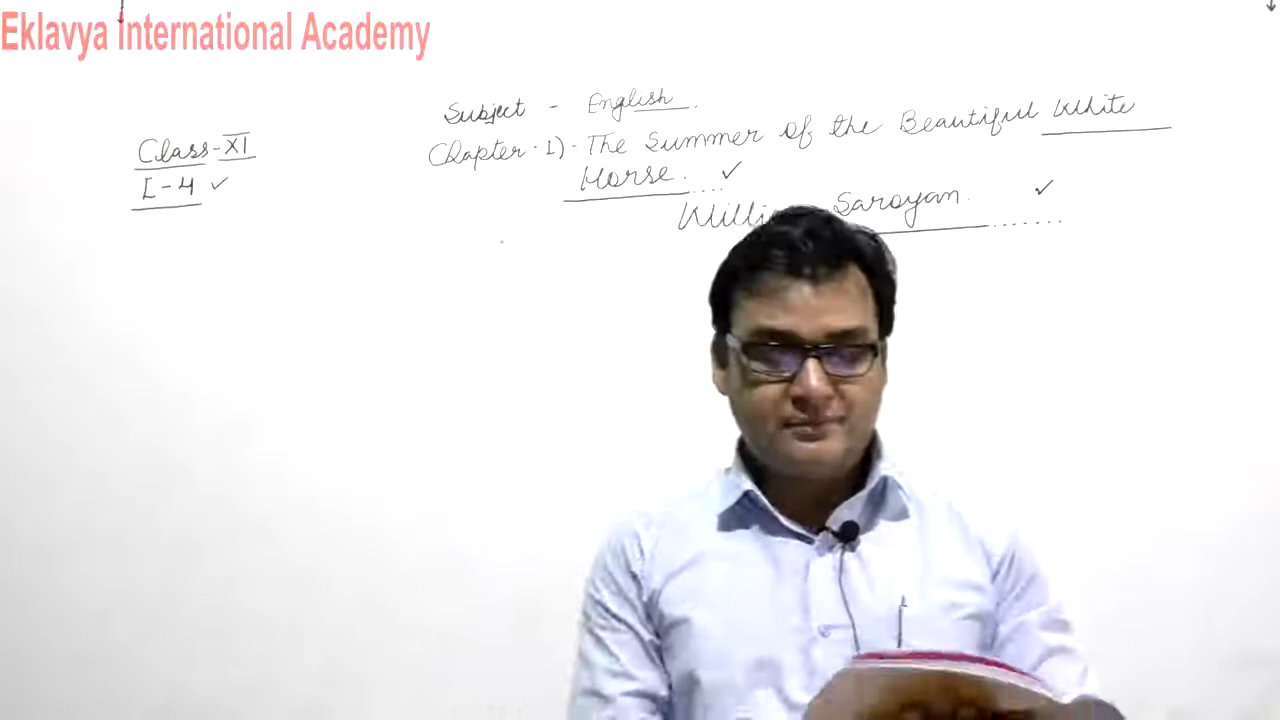 Eklavya International Academy
Subject - English.
Class-XI
Chapter-1)- The Summer of the Beautiful White
L-4 ✓
Horse. ✓
Saroyan. ✓